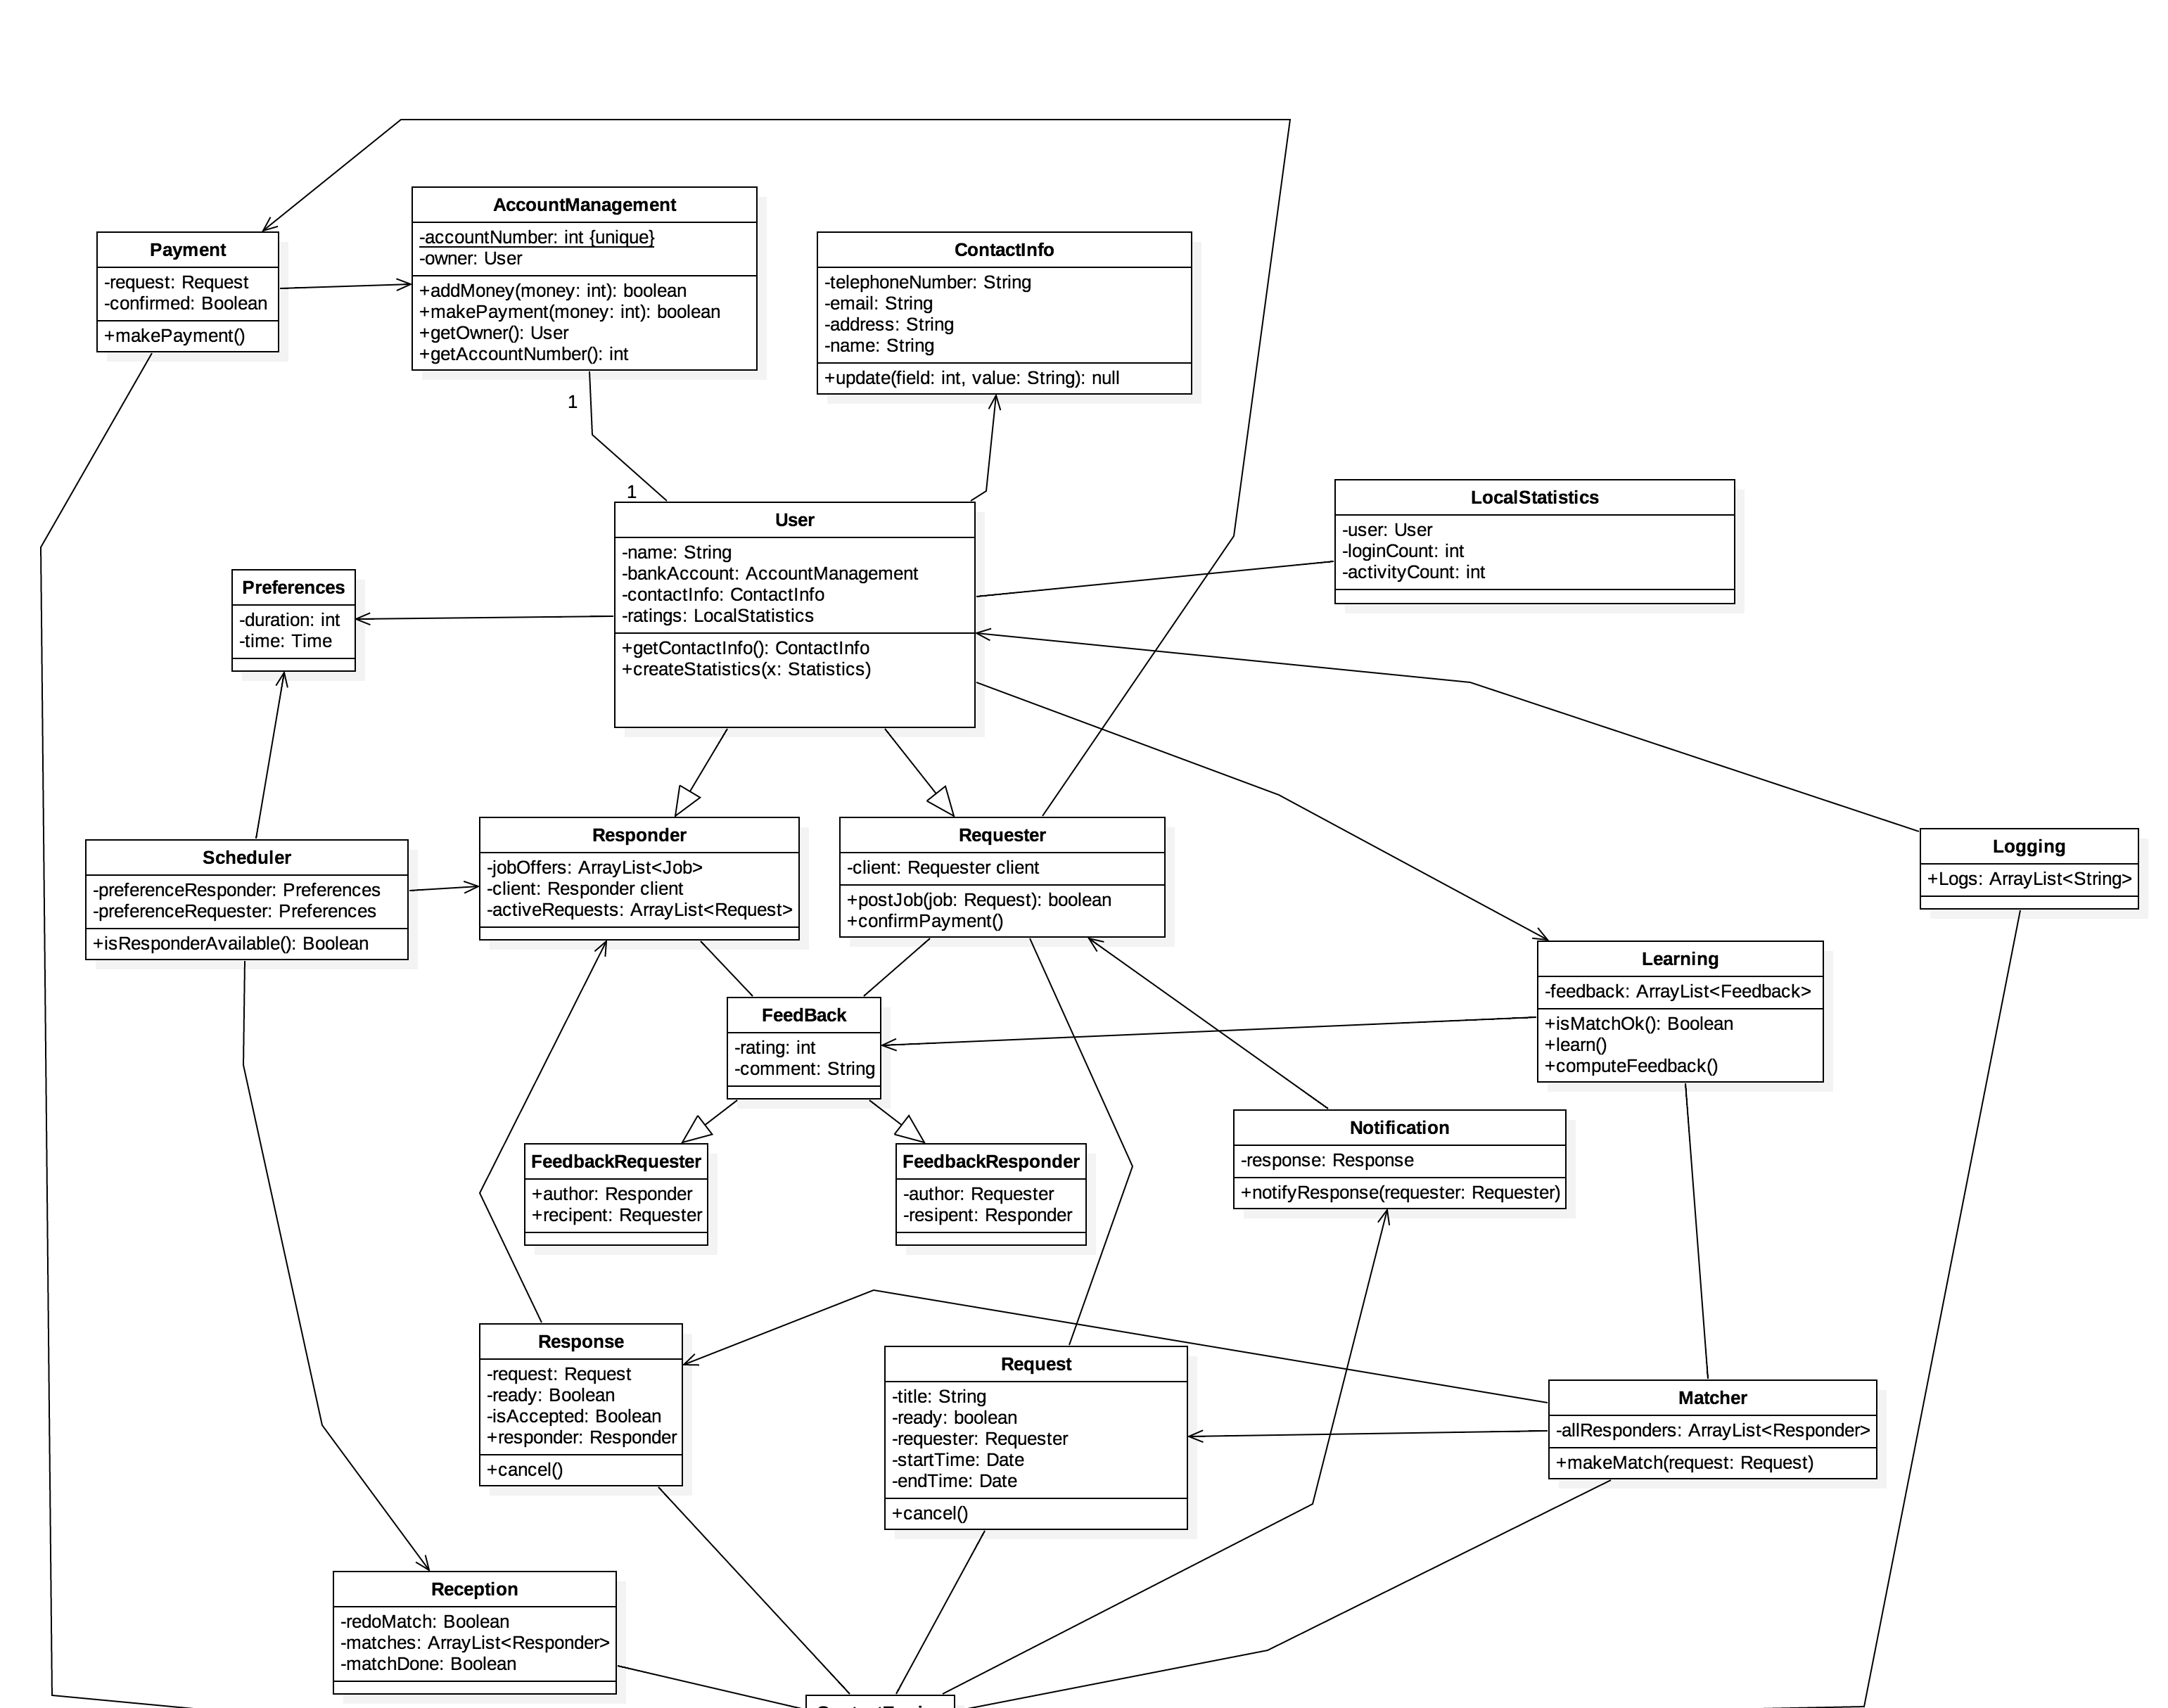 AccountManagement
-accountNumber: int {unique}
-owner: User
+addMoney(money: int): boolean
+makePayment(money: int): boolean
+getOwner(): User
+getAccountNumber(): int
Payment
-request: Request
-confirmed: Boolean
+makePayment()
ContactInfo
-telephoneNumber: String
-email: String
-address: String
-name: String
+update(field: int, value: String): null
1
1
LocalStatistics
-user: User
-loginCount: int
-activityCount: int
User
-name: String
-bankAccount: AccountManagement
-contactInfo: ContactInfo
-ratings: LocalStatistics
+getContactInfo(): ContactInfo
+createStatistics(x: Statistics)
Preferences
-duration: int
-time: Time
Scheduler
-preferenceResponder: Preferences
-preferenceRequester: Preferences
+isResponderAvailable(): Boolean
Responder
-jobOffers: ArrayList<Job>
-client: Responder client
-activeRequests: ArrayList<Request>
Requester
-client: Requester client
+postJob(job: Request): boolean
+confirmPayment()
Logging
+Logs: ArrayList<String>
Learning
-feedback: ArrayList<Feedback>
+isMatchOk(): Boolean
+learn()
+computeFeedback()
FeedBack
-rating: int
-comment: String
Notification
-response: Response
+notifyResponse(requester: Requester)
FeedbackRequester
+author: Responder
+recipent: Requester
FeedbackResponder
-author: Requester
-resipent: Responder
Response
-request: Request
-ready: Boolean
-isAccepted: Boolean
+responder: Responder
+cancel()
Request
-title: String
-ready: boolean
-requester: Requester
-startTime: Date
-endTime: Date
+cancel()
Matcher
-allResponders: ArrayList<Responder>
+makeMatch(request: Request)
Reception
-redoMatch: Boolean
-matches: ArrayList<Responder>
-matchDone: Boolean